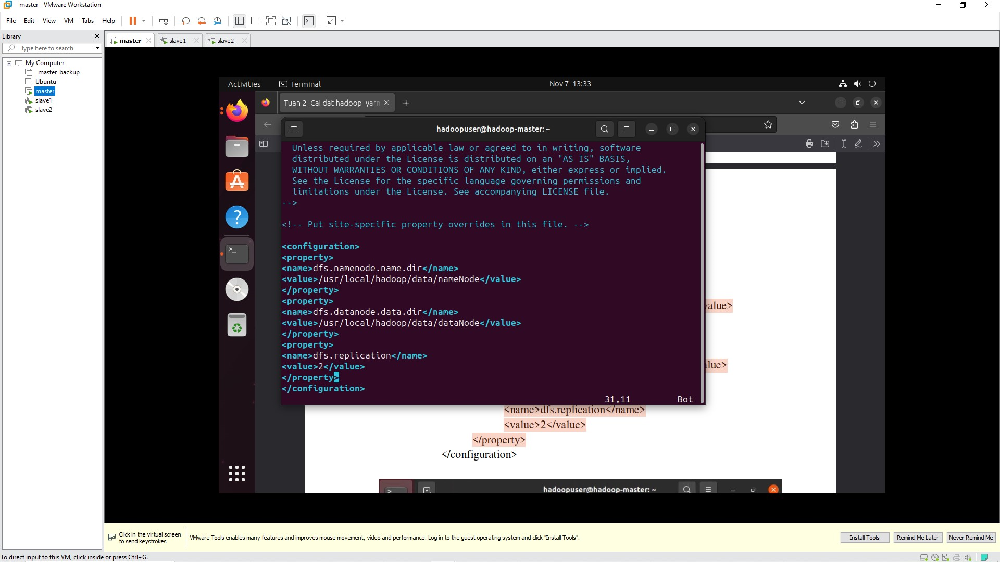 master - VMware Workstation
File Edit View VM Tabs Help
Library
Type here to search
My Computer
_master_backup
Ubuntu
master
slave1
slave2
master slave1 slave2
Activities Terminal Nov 7 13:33
Tuan 2_Cai dat hadoop_yarn
hadoopuser@hadoop-master: ~
Unless required by applicable law or agreed to in writing, software
distributed under the License is distributed on an "AS IS" BASIS,
WITHOUT WARRANTIES OR CONDITIONS OF ANY KIND, either express or implied.
See the License for the specific language governing permissions and
limitations under the License. See accompanying LICENSE file.
-->
<!-- Put site-specific property overrides in this file. -->
<configuration>
<property>
<name>dfs.namenode.name.dir</name>
<value>/usr/local/hadoop/data/nameNode</value>
</property>
<property>
<name>dfs.datanode.data.dir</name>
<value>/usr/local/hadoop/data/dataNode</value>
</property>
<property>
<name>dfs.replication</name>
<value>2</value>
</property>
</configuration>
31,11 Bot
value>
lue>
<name>dfs.replication</name>
<value>2</value>
</property>
</configuration>
hadoopuser@hadoop-master: ~
Click in the virtual screen
to send keystrokes
VMware Tools enables many features and improves mouse movement, video and performance. Log in to the guest operating system and click "Install Tools".
Install Tools Remind Me Later Never Remind Me
To direct input to this VM, click inside or press Ctrl+G.